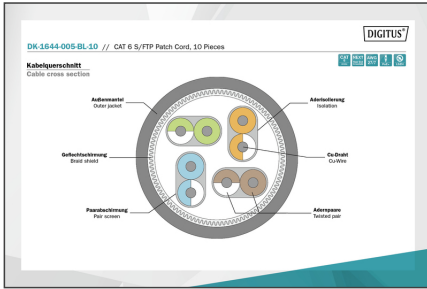 DIGITUS®
DK-1644-005-BL-10 // CAT 6 S/FTP Patch Cord, 10 Pieces
Kabelquerschnitt
Cable cross section
Außenmantel
Outer jacket
Aderisolierung
Isolation
Geflechtschirmung
Braid shield
Cu-Draht
Cu-Wire
Paarabschirmung
Pair screen
Aderpaare
Twisted pair